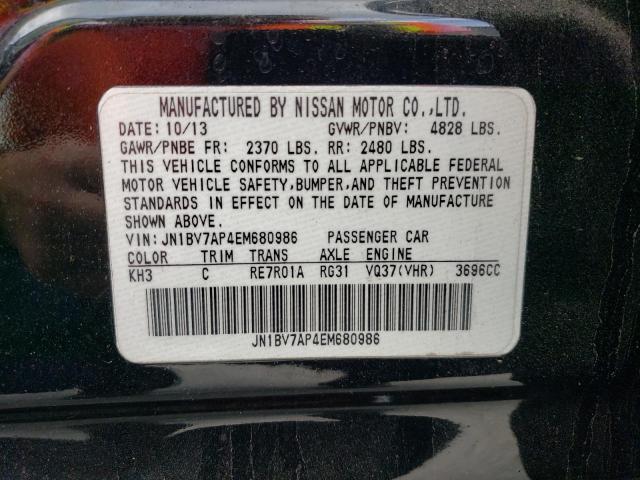 MANUFACTURED BY NISSAN MOTOR CO.,LTD.
DATE: 10/13 GVWR/PNBV: 4828 LBS.
GAWR/PNBE FR: 2370 LBS. RR: 2480 LBS.
THIS VEHICLE CONFORMS TO ALL APPLICABLE FEDERAL
MOTOR VEHICLE SAFETY,BUMPER,AND THEFT PREVENTION
STANDARDS IN EFFECT ON THE DATE OF MANUFACTURE
SHOWN ABOVE.
VIN: JN1BV7AP4EM680986 PASSENGER CAR
COLOR TRIM TRANS AXLE ENGINE
KH3 C RE7R01A RG31 VQ37(VHR) 3696CC
JN1BV7AP4EM680986